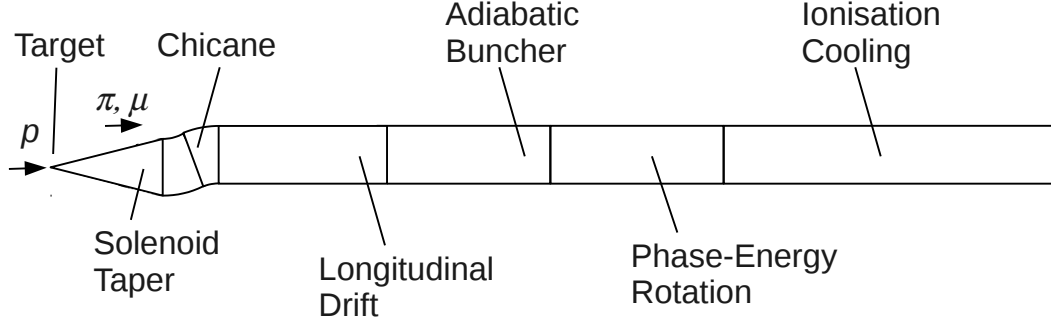 Target
Chicane
Adiabatic
Buncher
Ionisation
Cooling
π, μ
p
Solenoid
Taper
Longitudinal
Drift
Phase-Energy
Rotation